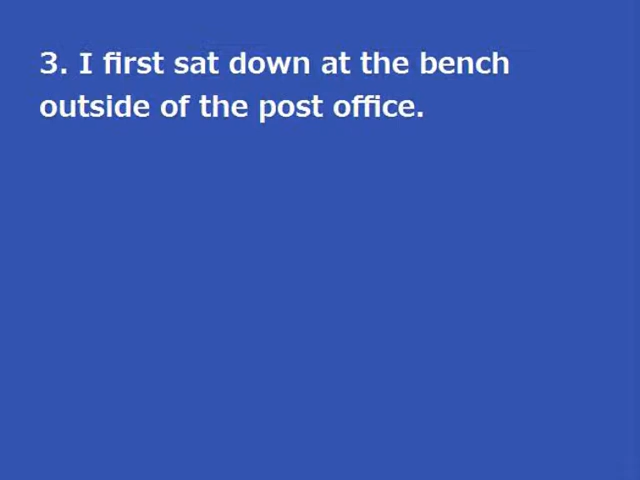 3. I first sat down at the bench
outside of the post office.